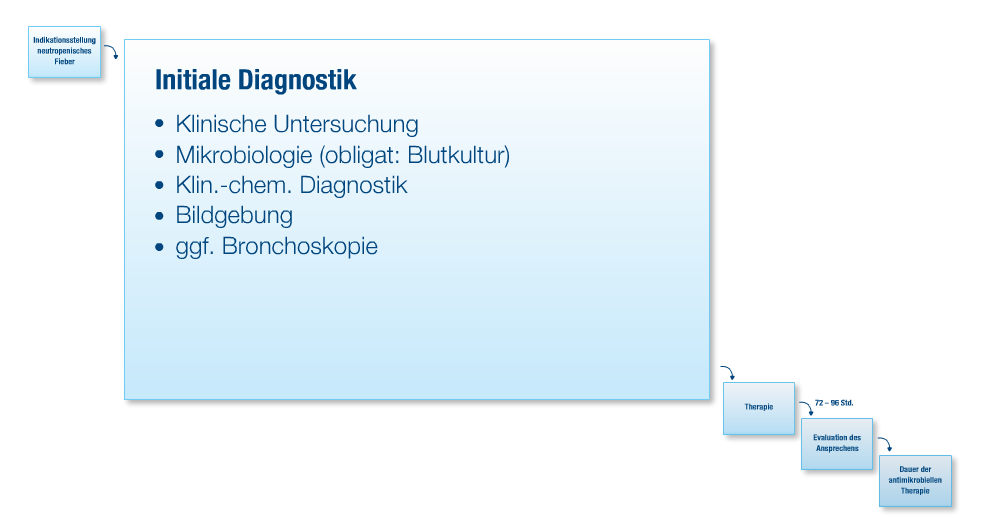 Indikationsstellung
neutropenisches
Fieber
Initiale Diagnostik
• Klinische Untersuchung
• Mikrobiologie (obligat: Blutkultur)
• Klin.-chem. Diagnostik
• Bildgebung
• ggf. Bronchoskopie
Therapie
72 – 96 Std.
Evaluation des
Ansprechens
Dauer der
antimikrobiellen
Therapie